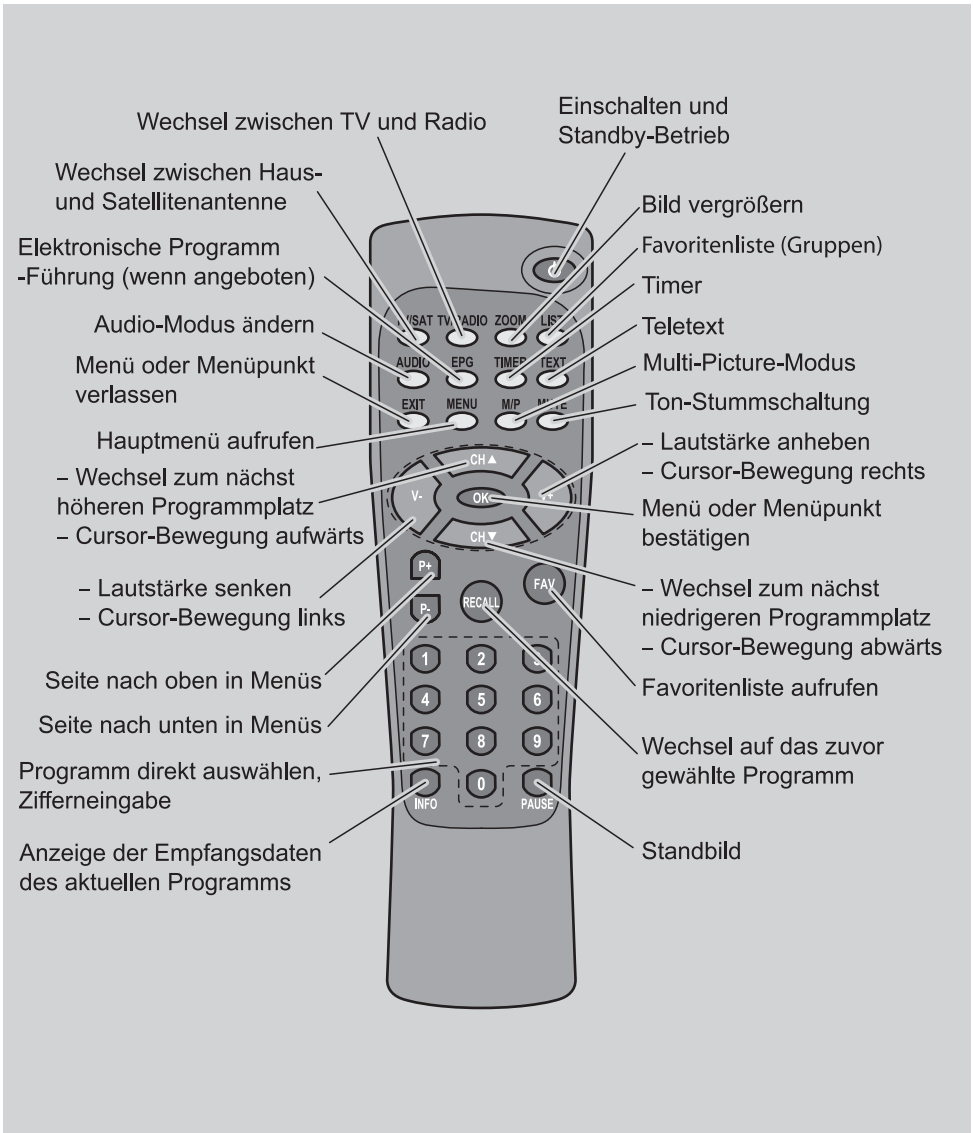 Wechsel zwischen TV und Radio
Einschalten und
Standby-Betrieb
Wechsel zwischen Haus-
und Satellitenantenne
Elektronische Programm
-Führung (wenn angeboten)
Audio-Modus ändern
Menü oder Menüpunkt
verlassen
Hauptmenü aufrufen
– Wechsel zum nächst
höheren Programmplatz
– Cursor-Bewegung aufwärts
– Lautstärke senken
– Cursor-Bewegung links
Seite nach oben in Menüs
Seite nach unten in Menüs
Programm direkt auswählen,
Zifferneingabe
Anzeige der Empfangsdaten
des aktuellen Programms
Bild vergrößern
Favoritenliste (Gruppen)
Timer
Teletext
Multi-Picture-Modus
Ton-Stummschaltung
– Lautstärke anheben
– Cursor-Bewegung rechts
Menü oder Menüpunkt
bestätigen
– Wechsel zum nächst
niedrigeren Programmplatz
– Cursor-Bewegung abwärts
Favoritenliste aufrufen
Wechsel auf das zuvor
gewählte Programm
Standbild
TV/SAT TV/RADIO ZOOM LIST
AUDIO EPG TIMER TEXT
EXIT MENU M/P MUTE
CH▲
V- OK V+
CH▼
P+
P- RECALL FAV
1 2 3
4 5 6
7 8 9
0
INFO PAUSE